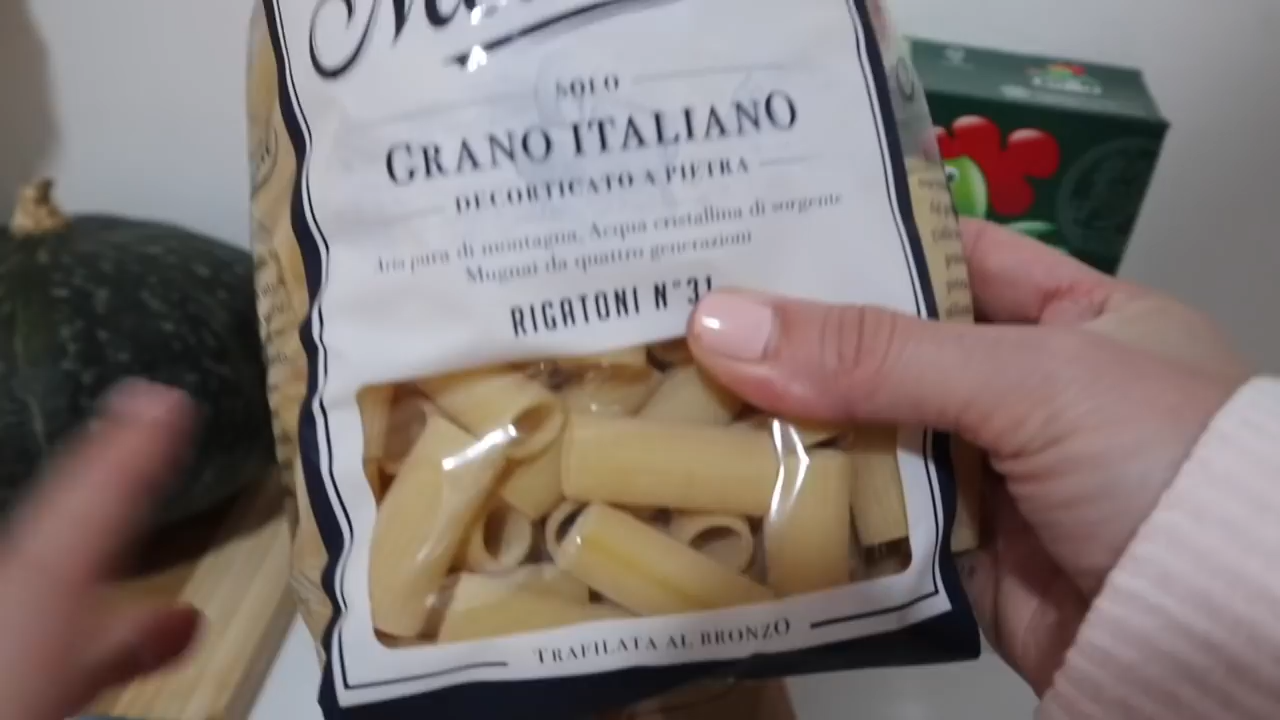 SOLO
GRANO ITALIANO
DECORTICATO A PIETRA
Aria pura di montagna, Acqua cristallina di sorgente
Mugnai da quattro generazioni
RIGATONI N°31
TRAFILATA AL BRONZO